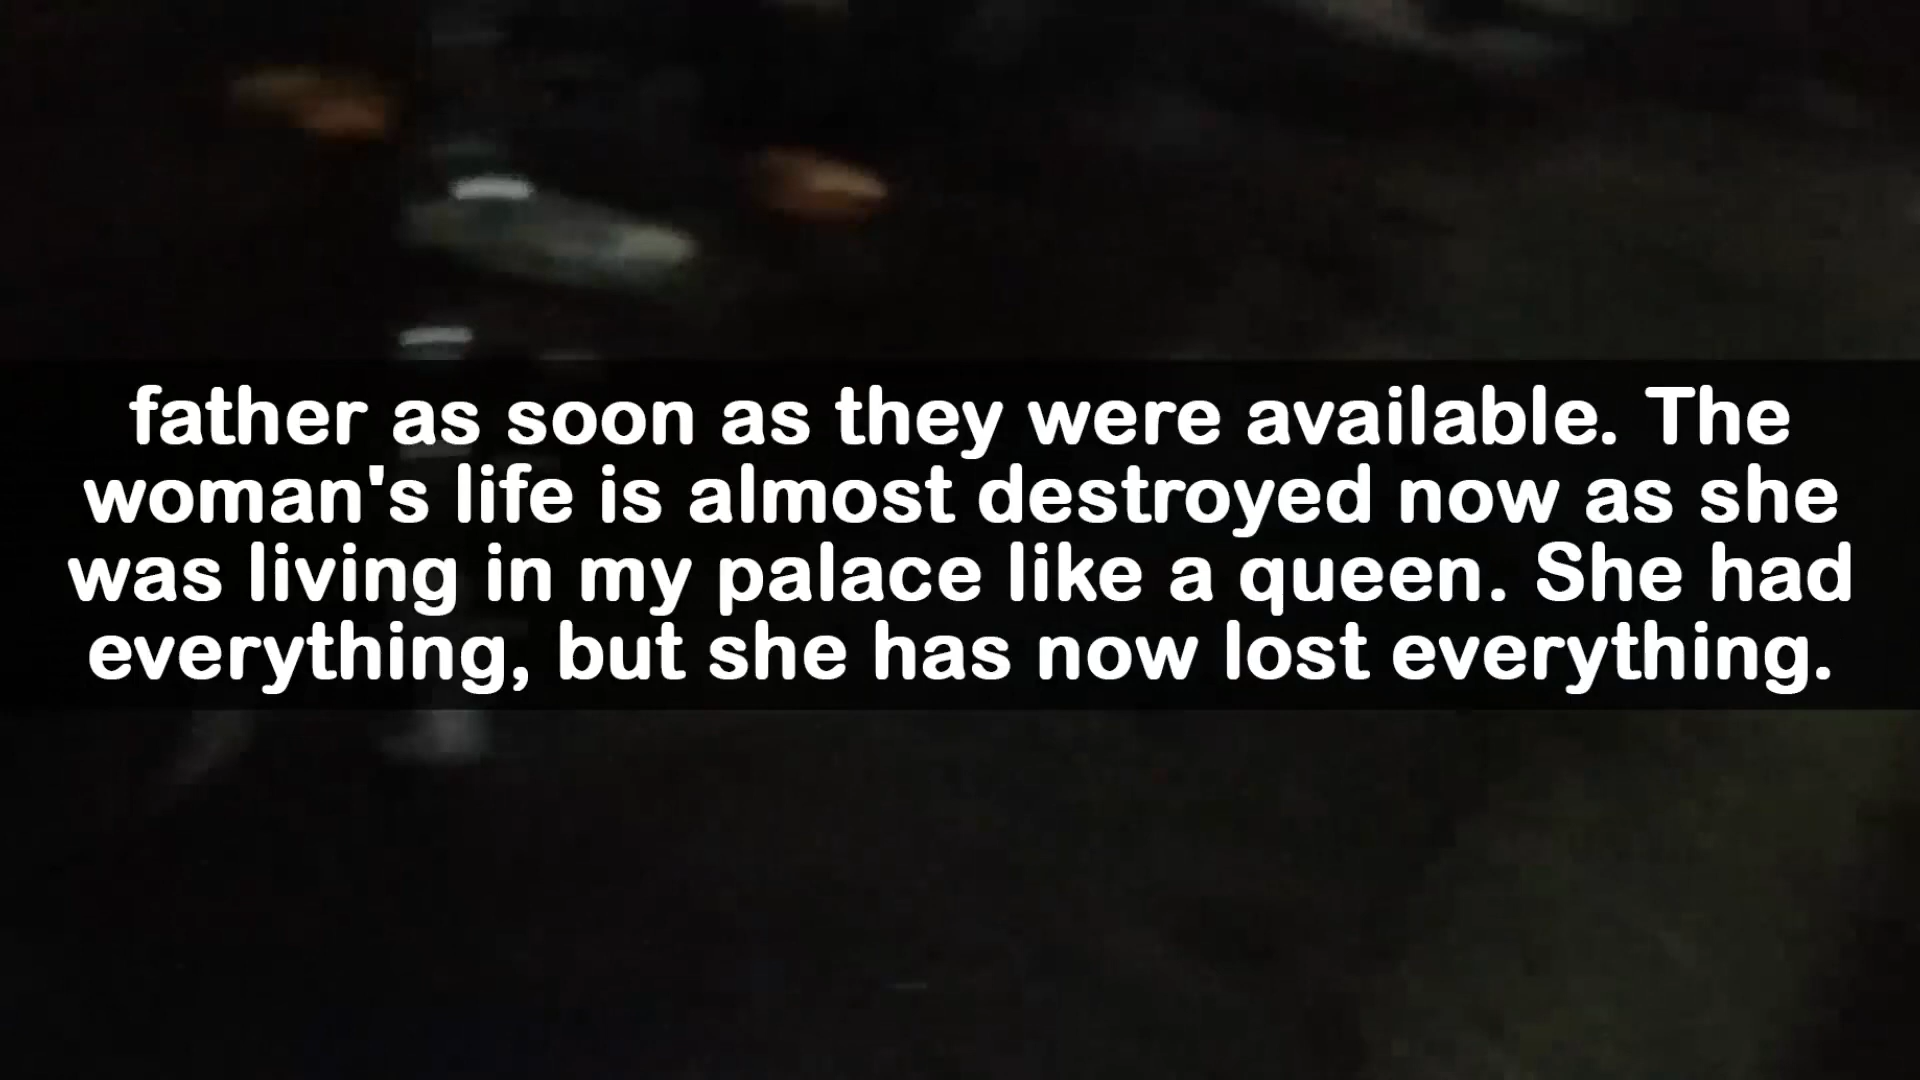 father as soon as they were available. The
woman's life is almost destroyed now as she
was living in my palace like a queen. She had
everything, but she has now lost everything.